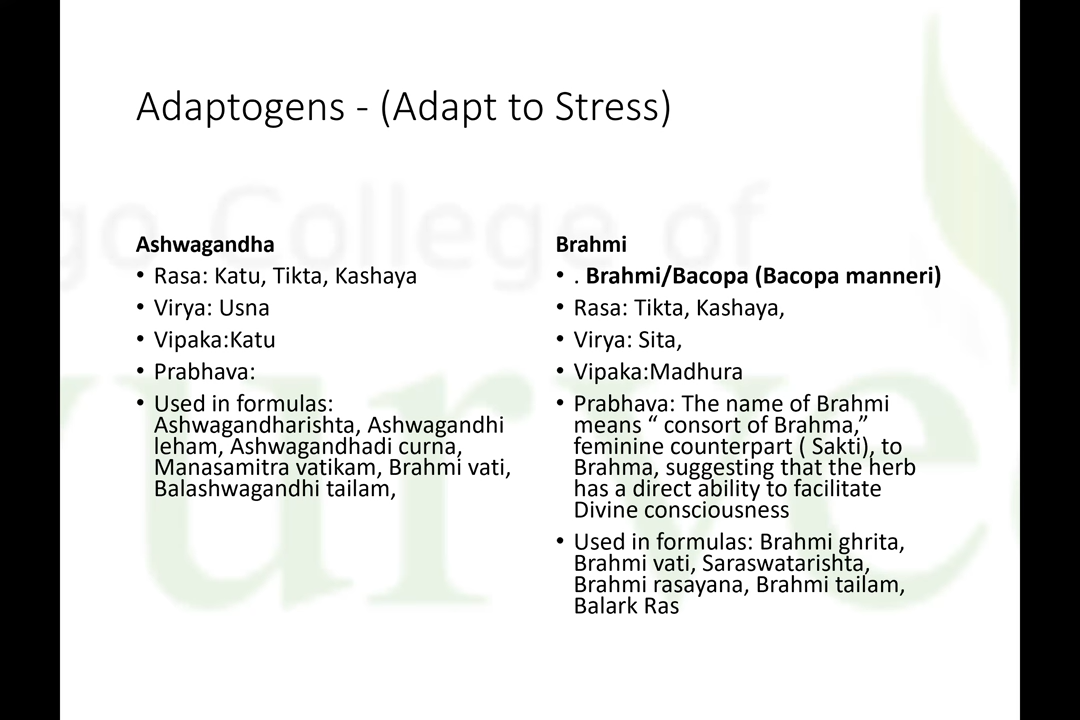 Adaptogens - (Adapt to Stress)
go College of
urve
Ashwagandha
• Rasa: Katu, Tikta, Kashaya
• Virya: Usna
• Vipaka:Katu
• Prabhava:
• Used in formulas:
Ashwagandharishta, Ashwagandhi
leham, Ashwagandhadi curna,
Manasamitra vatikam, Brahmi vati,
Balashwagandhi tailam,
Brahmi
• . Brahmi/Bacopa (Bacopa manneri)
• Rasa: Tikta, Kashaya,
• Virya: Sita,
• Vipaka:Madhura
• Prabhava: The name of Brahmi
means “ consort of Brahma,”
feminine counterpart ( Sakti), to
Brahma, suggesting that the herb
has a direct ability to facilitate
Divine consciousness
• Used in formulas: Brahmi ghrita,
Brahmi vati, Saraswatarishta,
Brahmi rasayana, Brahmi tailam,
Balark Ras